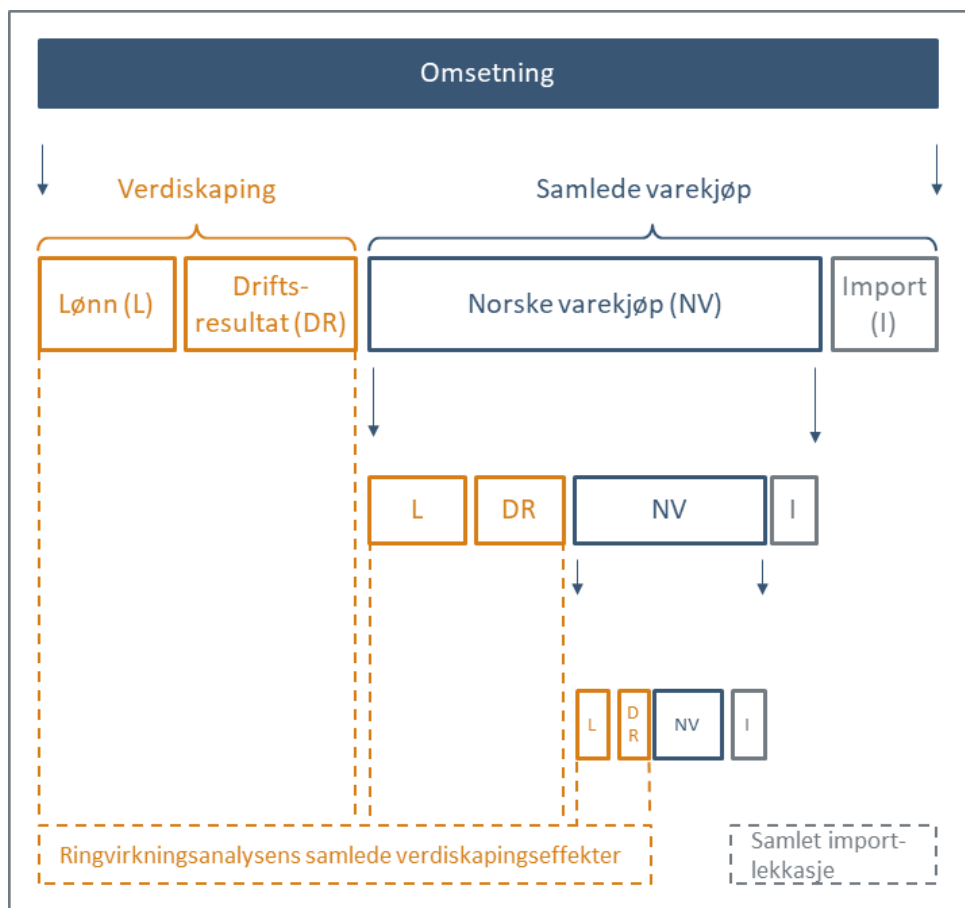 Omsetning
Verdiskaping
Samlede varekjøp
Lønn (L)
Drifts-
resultat (DR)
Norske varekjøp (NV)
Import
(I)
L
DR
NV
I
L
D
R
NV
I
Ringvirkningsanalysens samlede verdiskapingseffekter
Samlet import-
lekkasje